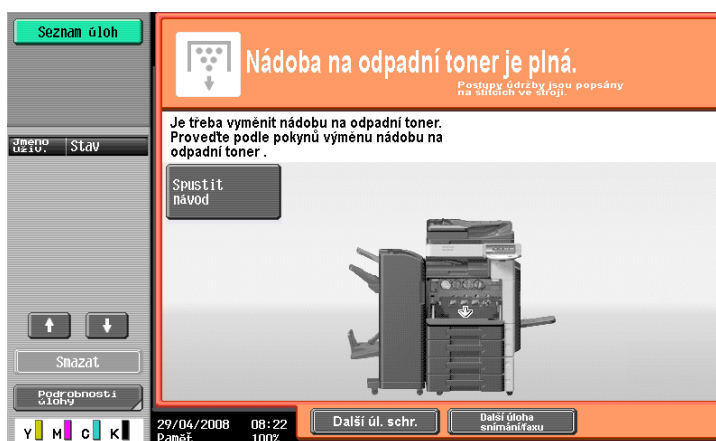 Seznam úloh
Jméno
uživ.
Stav
Smazat
Podrobnosti
úlohy
Y M C K
Nádoba na odpadní toner je plná.
Postupy údržby jsou popsány
na štítcích ve stroji.
Je třeba vyměnit nádobu na odpadní toner.
Proveďte podle pokynů výměnu nádobu na
odpadní toner .
Spustit
návod
29/04/2008 08:22
Paměť 100%
Další úl. schr.
Další úloha
snímání/faxu